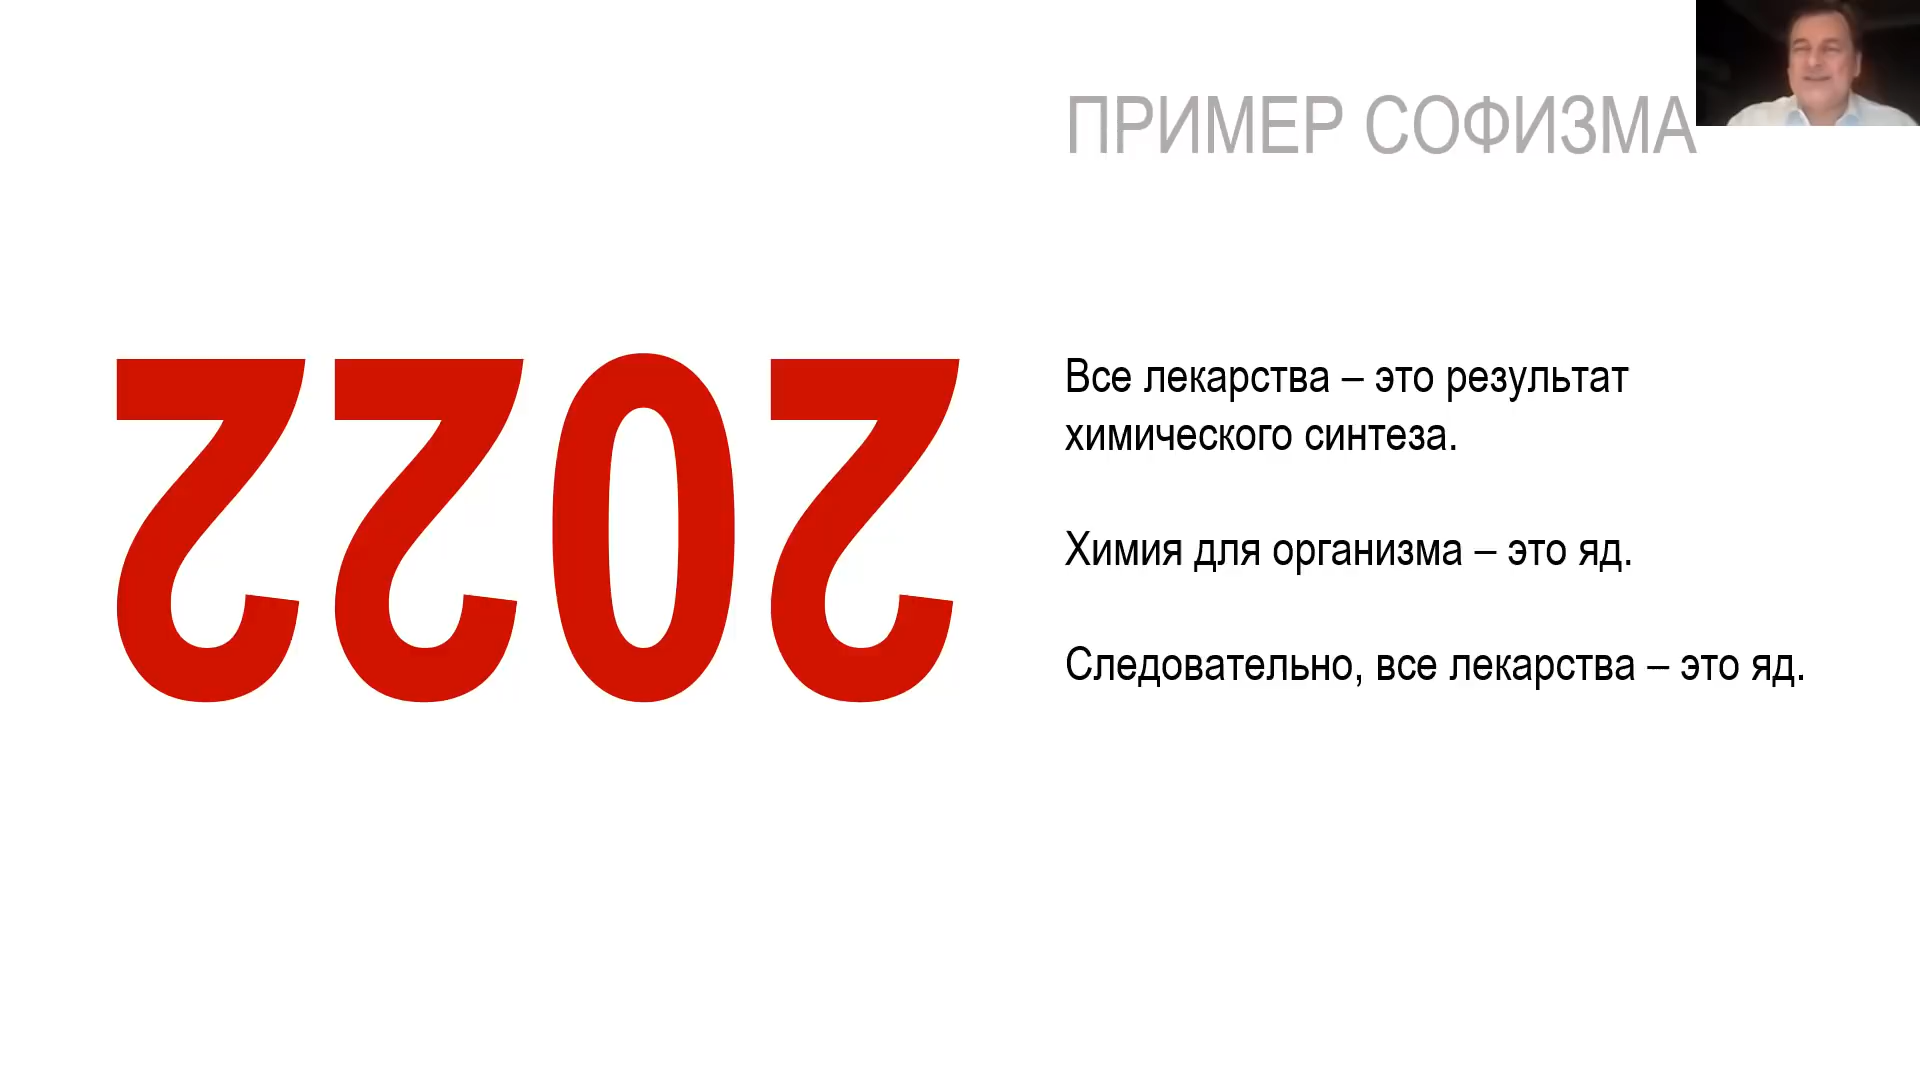 ПРИМЕР СОФИЗМА
2022
Все лекарства – это результат
химического синтеза.
Химия для организма – это яд.
Следовательно, все лекарства – это яд.